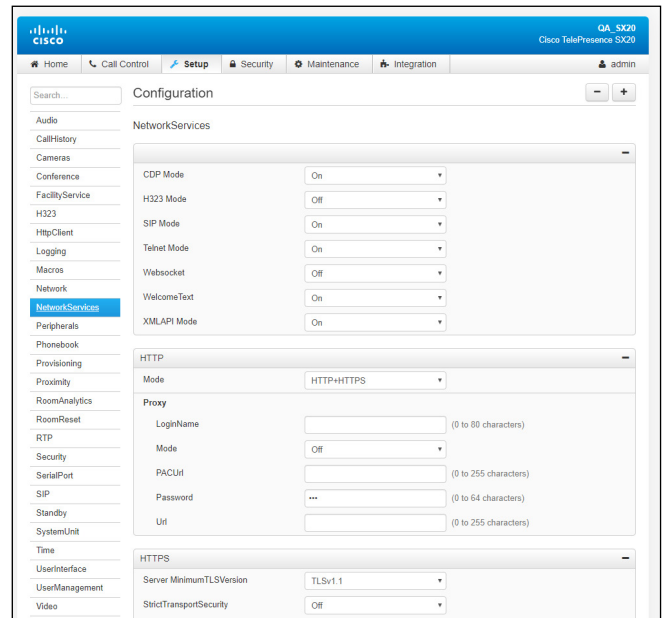 CISCO
QA_SX20
Cisco TelePresence SX20
Home Call Control Setup Security Maintenance Integration admin
Search...
Audio
CallHistory
Cameras
Conference
FacilityService
H323
HttpClient
Logging
Macros
Network
NetworkServices
Peripherals
Phonebook
Provisioning
Proximity
RoomAnalytics
RoomReset
RTP
Security
SerialPort
SIP
Standby
SystemUnit
Time
UserInterface
UserManagement
Video
Configuration
NetworkServices
CDP Mode On
H323 Mode Off
SIP Mode On
Telnet Mode On
Websocket Off
WelcomeText On
XMLAPI Mode On
HTTP
Mode HTTP+HTTPS
Proxy
LoginName (0 to 80 characters)
Mode Off
PACUrl (0 to 255 characters)
Password ••• (0 to 64 characters)
Url (0 to 255 characters)
HTTPS
Server MinimumTLSVersion TLSv1.1
StrictTransportSecurity Off